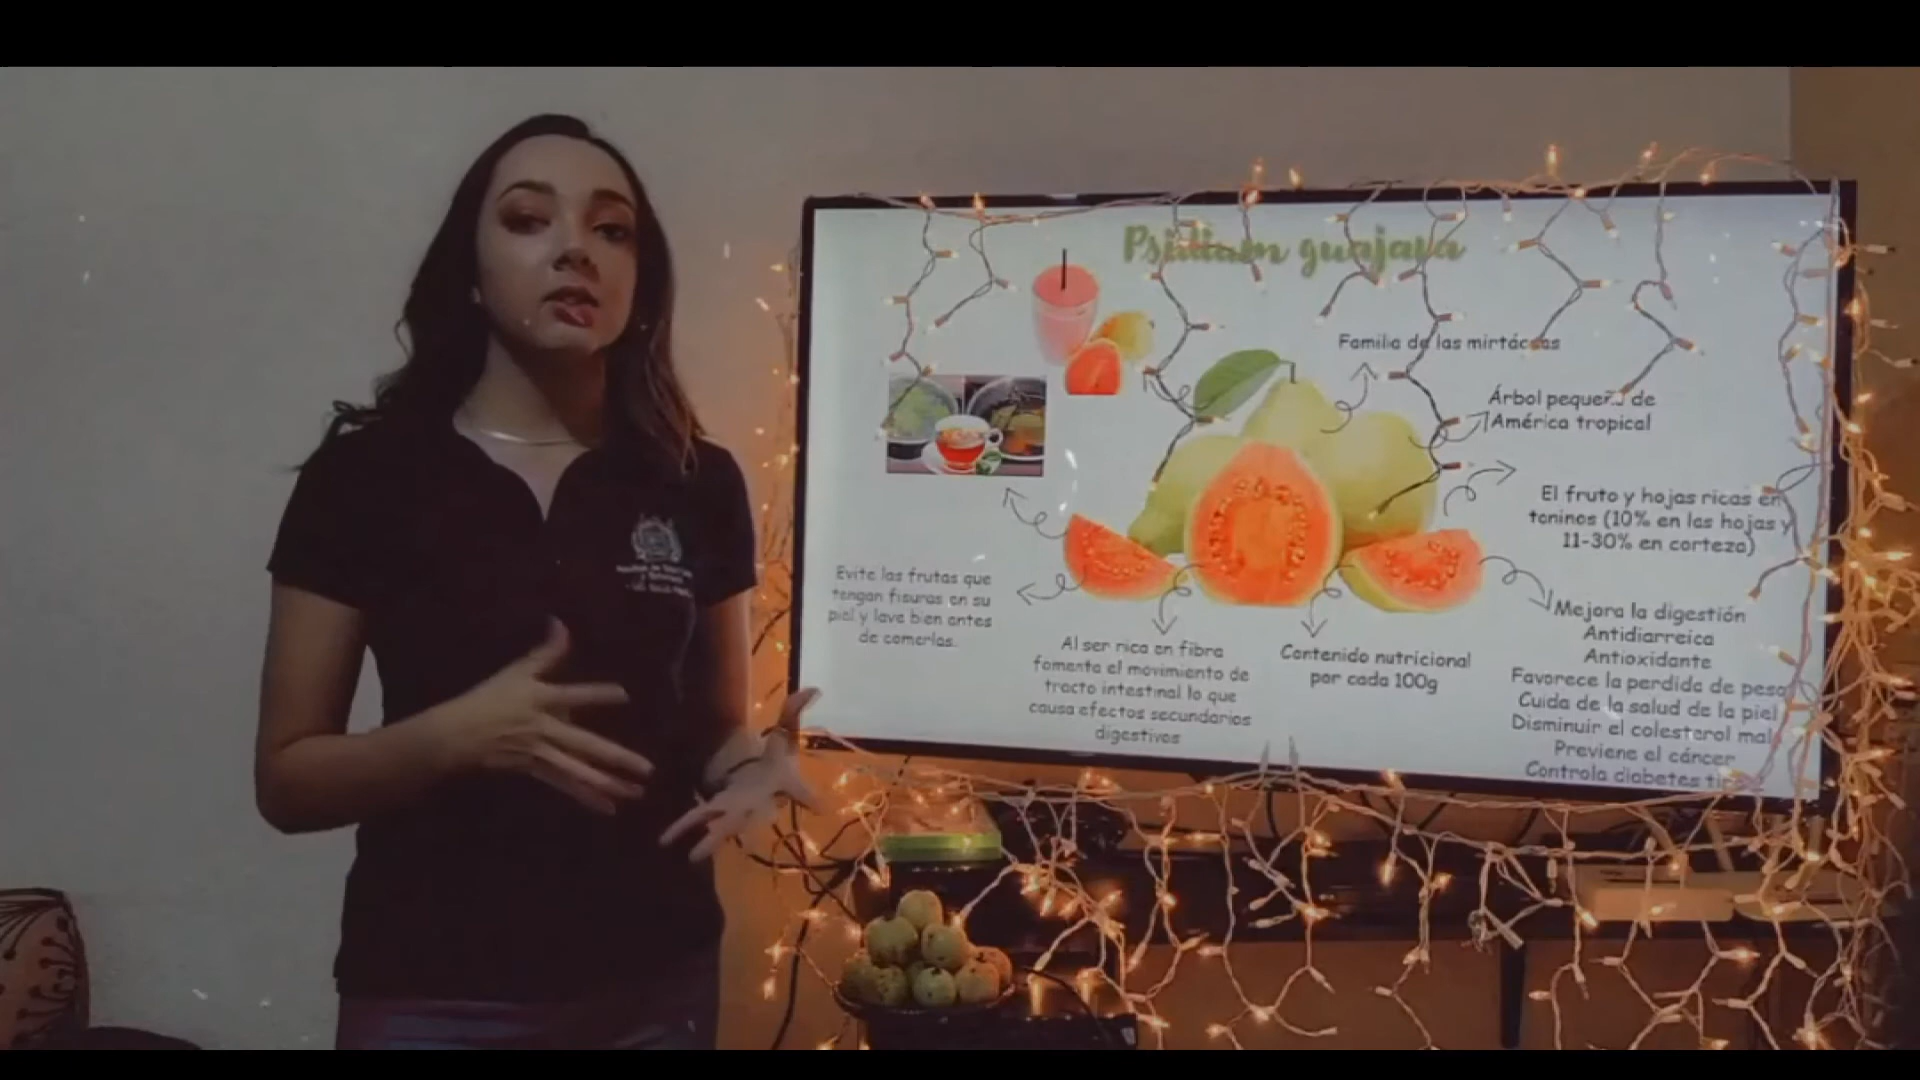 Psidium guajava
Familia de las mirtáceas
Árbol pequeño de
América tropical
El fruto y hojas ricas en
taninos (10% en las hojas y
11-30% en corteza)
Mejora la digestión
Antidiarreica
Antioxidante
Favorece la perdida de peso
Cuida de la salud de la piel
Disminuir el colesterol malo
Previene el cáncer
Controla diabetes tipo 2
Contenido nutricional
por cada 100g
Al ser rica en fibra
fomenta el movimiento de
tracto intestinal lo que
causa efectos secundarios
digestivos
Evite las frutas que
tengan fisuras en su
piel y lave bien antes
de comerlas.